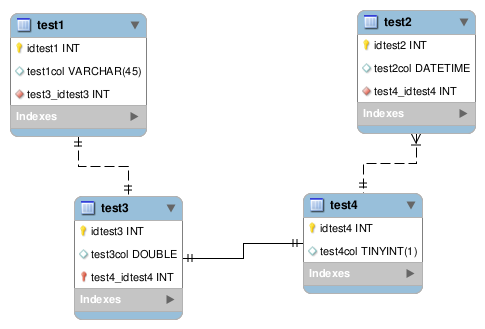 test1
idtest1 INT
test1col VARCHAR(45)
test3_idtest3 INT
Indexes
test2
idtest2 INT
test2col DATETIME
test4_idtest4 INT
Indexes
test3
idtest3 INT
test3col DOUBLE
test4_idtest4 INT
Indexes
test4
idtest4 INT
test4col TINYINT(1)
Indexes